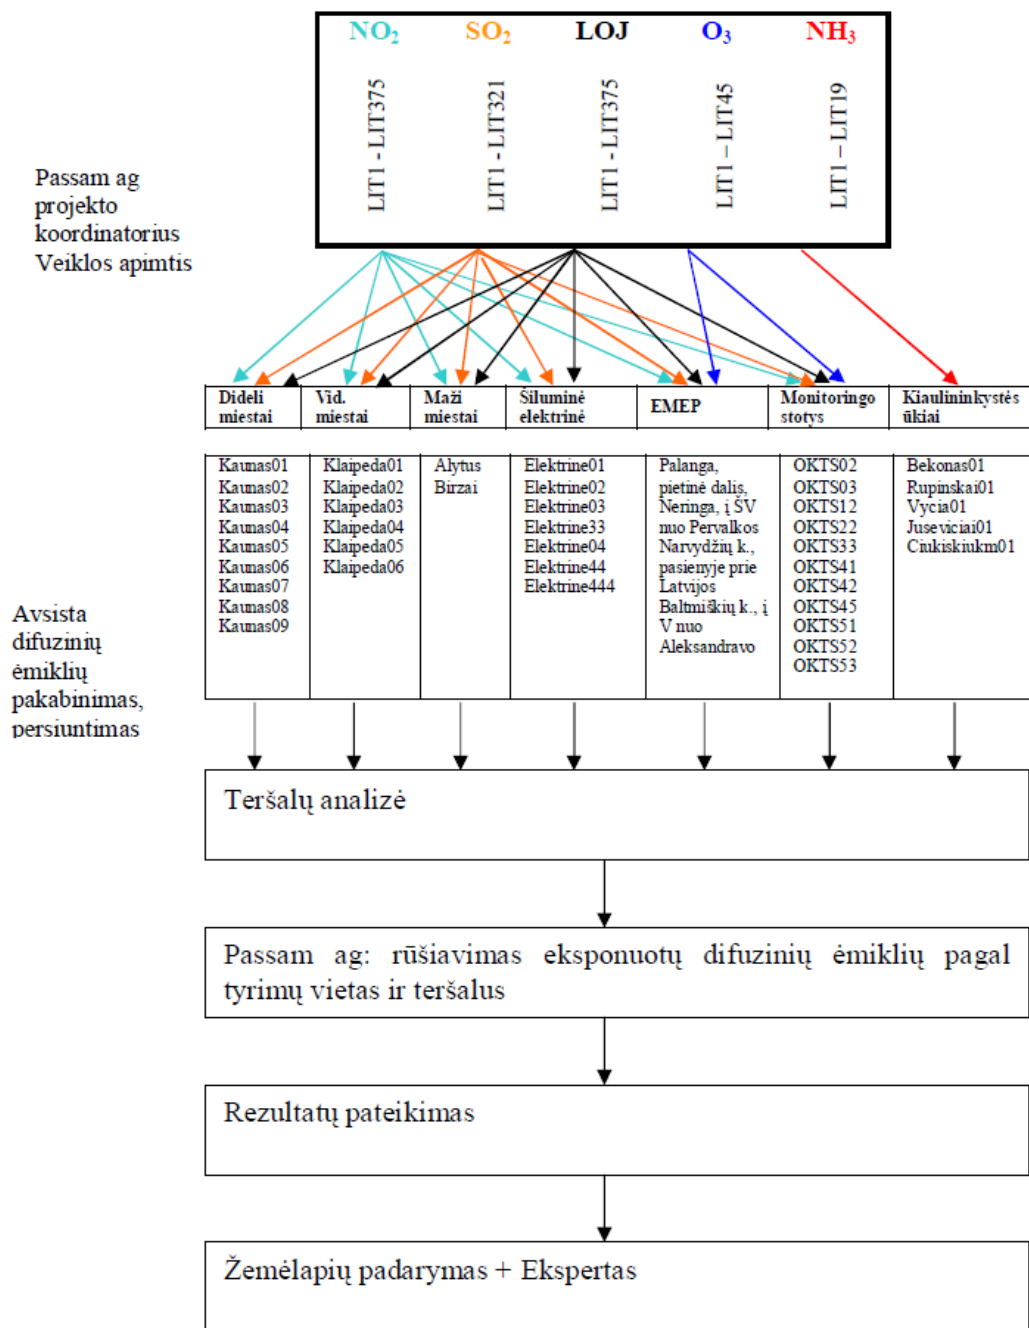 NO₂ SO₂ LOJ O₃ NH₃
LIT1 - LIT375
LIT1 - LIT321
LIT1 - LIT375
LIT1 – LIT45
LIT1 – LIT19
Passam ag
projekto
koordinatorius
Veiklos apimtis
Dideli
miestai
Vid.
miestai
Maži
miestai
Šiluminė
elektrinė
EMEP
Monitoringo
stotys
Kiaulininkystės
ūkiai
Kaunas01
Kaunas02
Kaunas03
Kaunas04
Kaunas05
Kaunas06
Kaunas07
Kaunas08
Kaunas09
Klaipeda01
Klaipeda02
Klaipeda03
Klaipeda04
Klaipeda05
Klaipeda06
Alytus
Birzai
Elektrine01
Elektrine02
Elektrine03
Elektrine33
Elektrine04
Elektrine44
Elektrine444
Palanga,
pietinė dalis,
Neringa, į ŠV
nuo Pervalkos
Narvydžių k.,
pasienyje prie
Latvijos
Baltmiškių k., į
V nuo
Aleksandravo
OKTS02
OKTS03
OKTS12
OKTS22
OKTS33
OKTS41
OKTS42
OKTS45
OKTS51
OKTS52
OKTS53
Bekonas01
Rupinskai01
Vycia01
Juseviciai01
Ciukiskiukm01
Avsista
difuzinių
ėmiklių
pakabinimas,
persiuntimas
Teršalų analizė
Passam ag: rūšiavimas eksponuotų difuzinių ėmiklių pagal
tyrimų vietas ir teršalus
Rezultatų pateikimas
Žemėlapių padarymas + Ekspertas